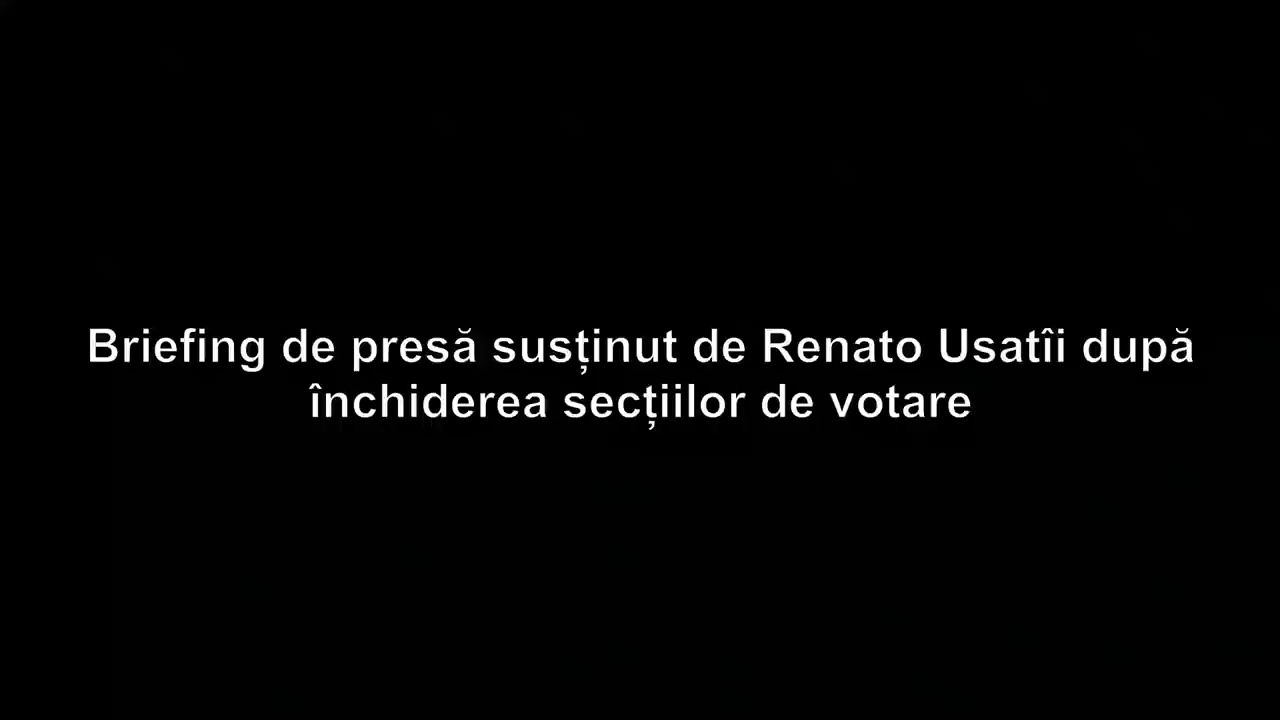 Briefing de presă susținut de Renato Usatîi după
închiderea secțiilor de votare